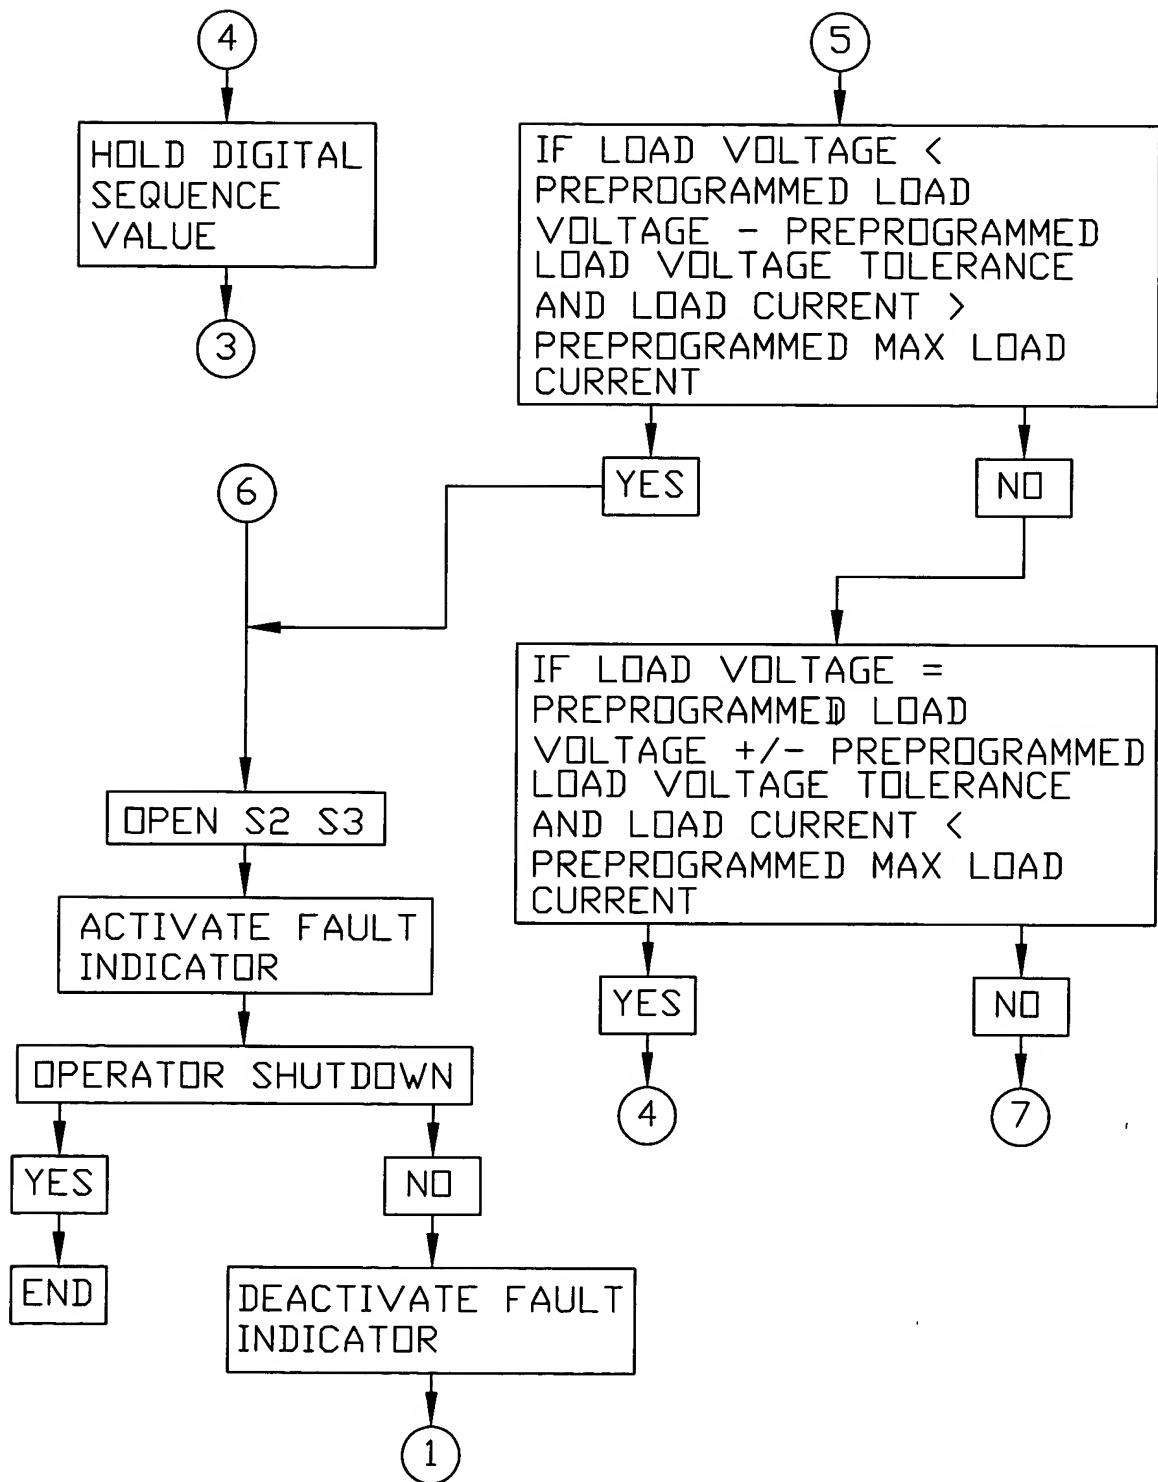 4
HOLD DIGITAL
SEQUENCE
VALUE
3
5
IF LOAD VOLTAGE <
PREPROGRAMMED LOAD
VOLTAGE - PREPROGRAMMED
LOAD VOLTAGE TOLERANCE
AND LOAD CURRENT >
PREPROGRAMMED MAX LOAD
CURRENT
YES
NO
6
IF LOAD VOLTAGE =
PREPROGRAMMED LOAD
VOLTAGE +/- PREPROGRAMMED
LOAD VOLTAGE TOLERANCE
AND LOAD CURRENT <
PREPROGRAMMED MAX LOAD
CURRENT
YES
NO
4
7
OPEN S2 S3
ACTIVATE FAULT
INDICATOR
OPERATOR SHUTDOWN
YES
NO
END
DEACTIVATE FAULT
INDICATOR
1